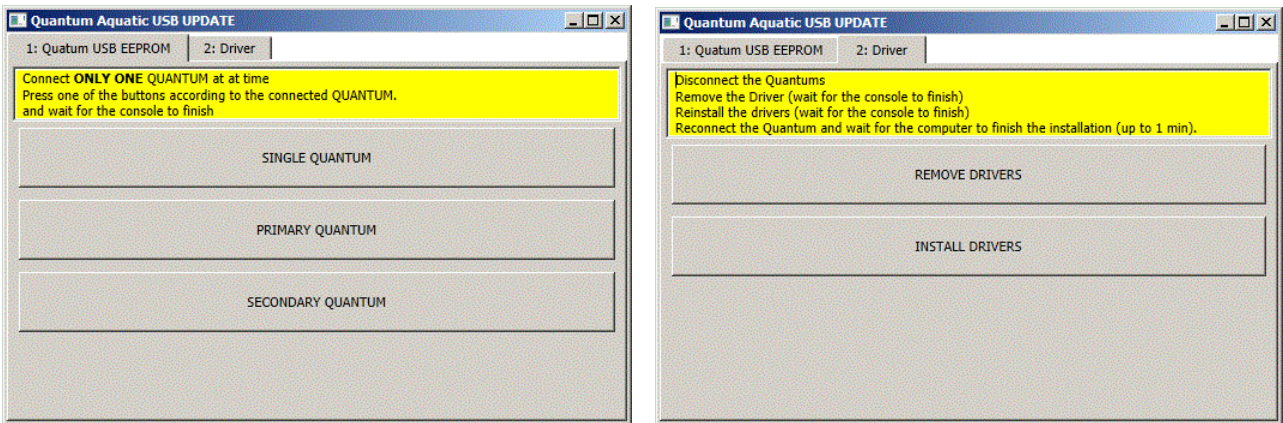 Quantum Aquatic USB UPDATE
1: Quatum USB EEPROM
2: Driver
Connect ONLY ONE QUANTUM at at time
Press one of the buttons according to the connected QUANTUM.
and wait for the console to finish
SINGLE QUANTUM
PRIMARY QUANTUM
SECONDARY QUANTUM
Quantum Aquatic USB UPDATE
1: Quatum USB EEPROM
2: Driver
Disconnect the Quantums
Remove the Driver (wait for the console to finish)
Reinstall the drivers (wait for the console to finish)
Reconnect the Quantum and wait for the computer to finish the installation (up to 1 min).
REMOVE DRIVERS
INSTALL DRIVERS